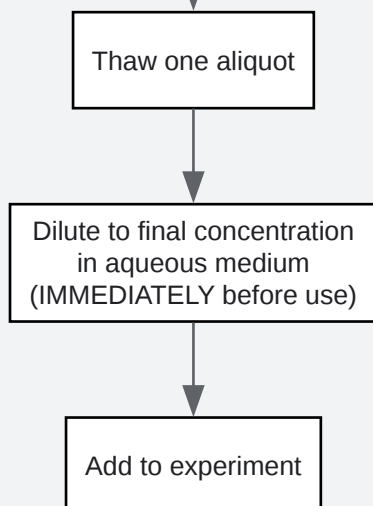 Thaw one aliquot
Dilute to final concentration
in aqueous medium
(IMMEDIATELY before use)
Add to experiment